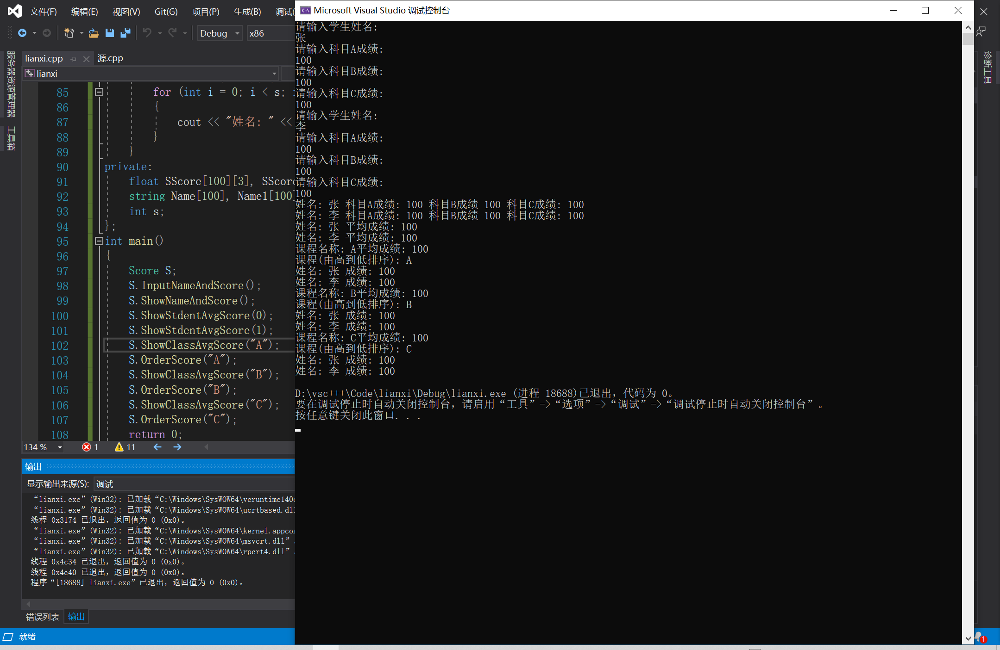 文件(F) 编辑(E) 视图(V) Git(G) 项目(P) 生成(B) 调试(
Debug x86
服务器资源管理器
工具箱
lianxi.cpp 源.cpp
lianxi
85 for (int i = 0; i < s;
86 {
87 cout << "姓名: " <<
88 }
89 }
90 private:
91 float SScore[100][3], SScore
92 string Name[100], Name1[100]
93 int s;
94 };
95 int main()
96 {
97 Score S;
98 S.InputNameAndScore();
99 S.ShowNameAndScore();
100 S.ShowStdentAvgScore(0);
101 S.ShowStdentAvgScore(1);
102 S.ShowClassAvgScore("A");
103 S.OrderScore("A");
104 S.ShowClassAvgScore("B");
105 S.OrderScore("B");
106 S.ShowClassAvgScore("C");
107 S.OrderScore("C");
108 return 0;
134 % 1 11
输出
显示输出来源(S): 调试
“lianxi.exe”(Win32): 已加载“C:\Windows\SysWOW64\vcruntime140d
“lianxi.exe”(Win32): 已加载“C:\Windows\SysWOW64\ucrtbased.dll
线程 0x3174 已退出，返回值为 0 (0x0)。
“lianxi.exe”(Win32): 已加载“C:\Windows\SysWOW64\kernel.appcor
“lianxi.exe”(Win32): 已加载“C:\Windows\SysWOW64\msvcrt.dll”。
“lianxi.exe”(Win32): 已加载“C:\Windows\SysWOW64\rpcrt4.dll”。
线程 0x4c34 已退出，返回值为 0 (0x0)。
线程 0x4c40 已退出，返回值为 0 (0x0)。
程序“[18688] lianxi.exe”已退出，返回值为 0 (0x0)。
错误列表 输出
就绪
Microsoft Visual Studio 调试控制台
请输入学生姓名:
张
请输入科目A成绩:
100
请输入科目B成绩:
100
请输入科目C成绩:
100
请输入学生姓名:
李
请输入科目A成绩:
100
请输入科目B成绩:
100
请输入科目C成绩:
100
姓名: 张 科目A成绩: 100 科目B成绩 100 科目C成绩: 100
姓名: 李 科目A成绩: 100 科目B成绩 100 科目C成绩: 100
姓名: 张 平均成绩: 100
姓名: 李 平均成绩: 100
课程名称: A平均成绩: 100
课程(由高到低排序): A
姓名: 张 成绩: 100
姓名: 李 成绩: 100
课程名称: B平均成绩: 100
课程(由高到低排序): B
姓名: 张 成绩: 100
姓名: 李 成绩: 100
课程名称: C平均成绩: 100
课程(由高到低排序): C
姓名: 张 成绩: 100
姓名: 李 成绩: 100
D:\vsc+++\Code\lianxi\Debug\lianxi.exe (进程 18688)已退出，代码为 0。
要在调试停止时自动关闭控制台，请启用“工具”->“选项”->“调试”->“调试停止时自动关闭控制台”。
按任意键关闭此窗口. . .
诊断工具
1